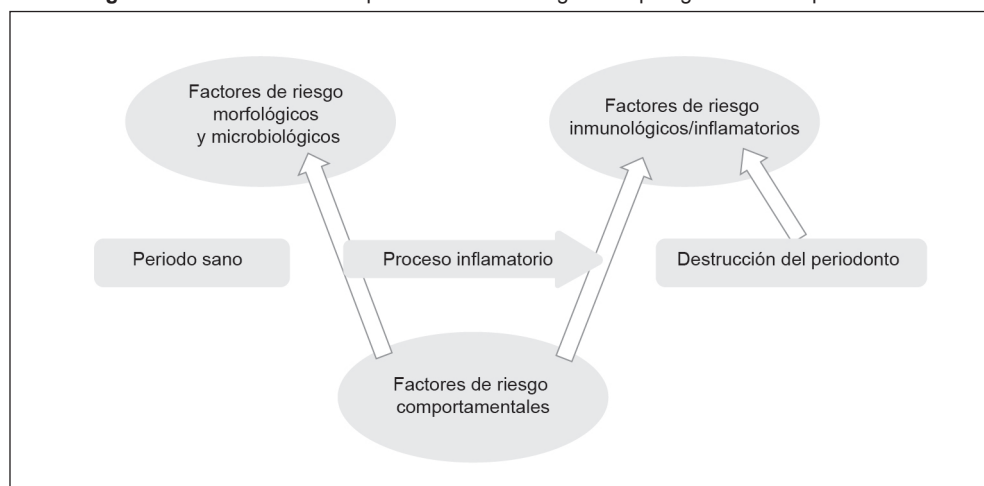 Factores de riesgo
morfológicos
y microbiológicos
Factores de riesgo
inmunológicos/inflamatorios
Periodo sano
Proceso inflamatorio
Destrucción del periodonto
Factores de riesgo
comportamentales